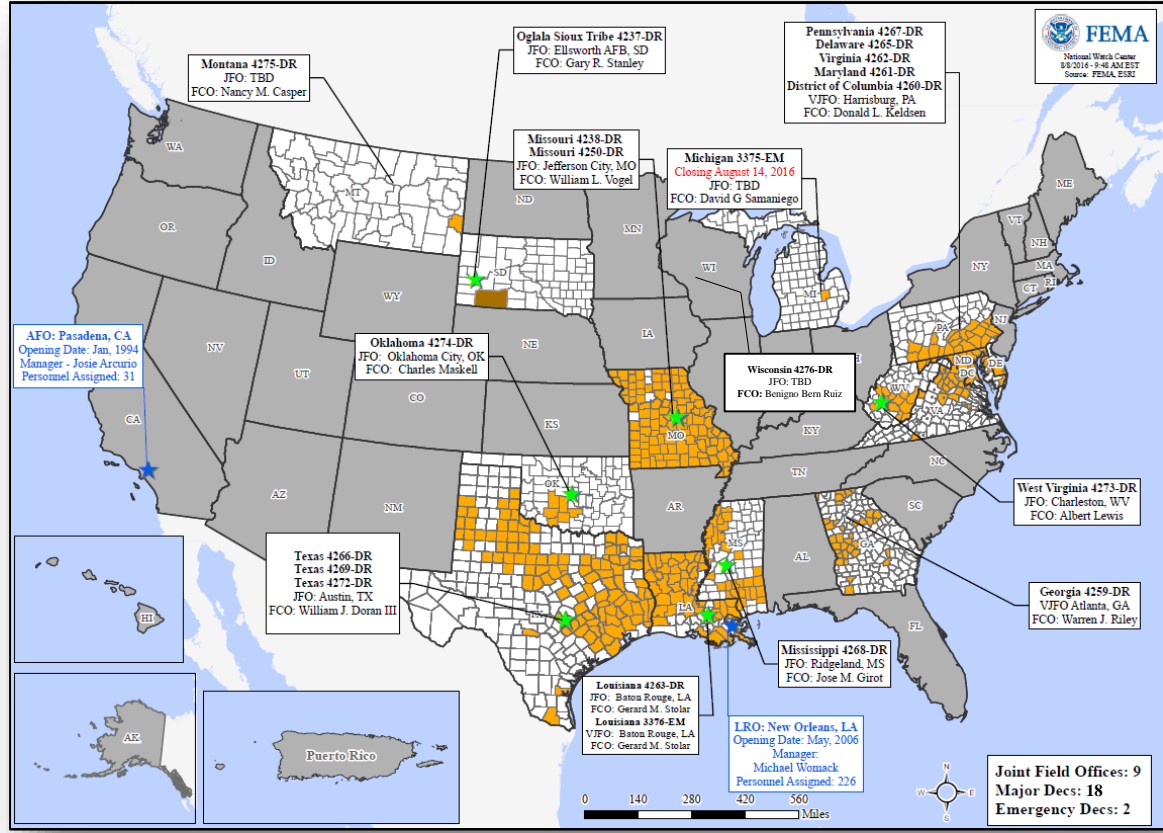 Oglala Sioux Tribe 4237-DR
JFO: Ellsworth AFB, SD
FCO: Gary R. Stanley
Pennsylvania 4267-DR
Delaware 4265-DR
Virginia 4262-DR
Maryland 4261-DR
District of Columbia 4260-DR
VJFO: Harrisburg, PA
FCO: Donald L. Keldsen
FEMA
National Watch Center
8/8/2016 - 9:48 AM EST
Source: FEMA, ESRI
Montana 4275-DR
JFO: TBD
FCO: Nancy M. Casper
Missouri 4238-DR
Missouri 4250-DR
JFO: Jefferson City, MO
FCO: William L. Vogel
Michigan 3375-EM
Closing August 14, 2016
JFO: TBD
FCO: David G Samaniego
WA
MT
ND
MN
ME
OR
ID
SD
WI
MI
VT
NH
NY
MA
CT
RI
WY
IA
PA
NJ
AFO: Pasadena, CA
Opening Date: Jan, 1994
Manager - Josie Arcurio
Personnel Assigned: 31
NV
UT
NE
Oklahoma 4274-DR
JFO: Oklahoma City, OK
FCO: Charles Maskell
Wisconsin 4276-DR
JFO: TBD
FCO: Benigno Bern Ruiz
MD
DE
DC
WV
VA
CA
CO
KS
MO
KY
NC
TN
AZ
NM
OK
AR
SC
West Virginia 4273-DR
JFO: Charleston, WV
FCO: Albert Lewis
MS
AL
GA
Texas 4266-DR
Texas 4269-DR
Texas 4272-DR
JFO: Austin, TX
FCO: William J. Doran III
LA
Georgia 4259-DR
VJFO Atlanta, GA
FCO: Warren J. Riley
HI
FL
Mississippi 4268-DR
JFO: Ridgeland, MS
FCO: Jose M. Girot
Louisiana 4263-DR
JFO: Baton Rouge, LA
FCO: Gerard M. Stolar
Louisiana 3376-EM
VJFO: Baton Rouge, LA
FCO: Gerard M. Stolar
LRO: New Orleans, LA
Opening Date: May, 2006
Manager:
Michael Womack
Personnel Assigned: 226
AK
Puerto Rico
N
W
E
S
0 140 280 420 560
Miles
Joint Field Offices: 9
Major Decs: 18
Emergency Decs: 2